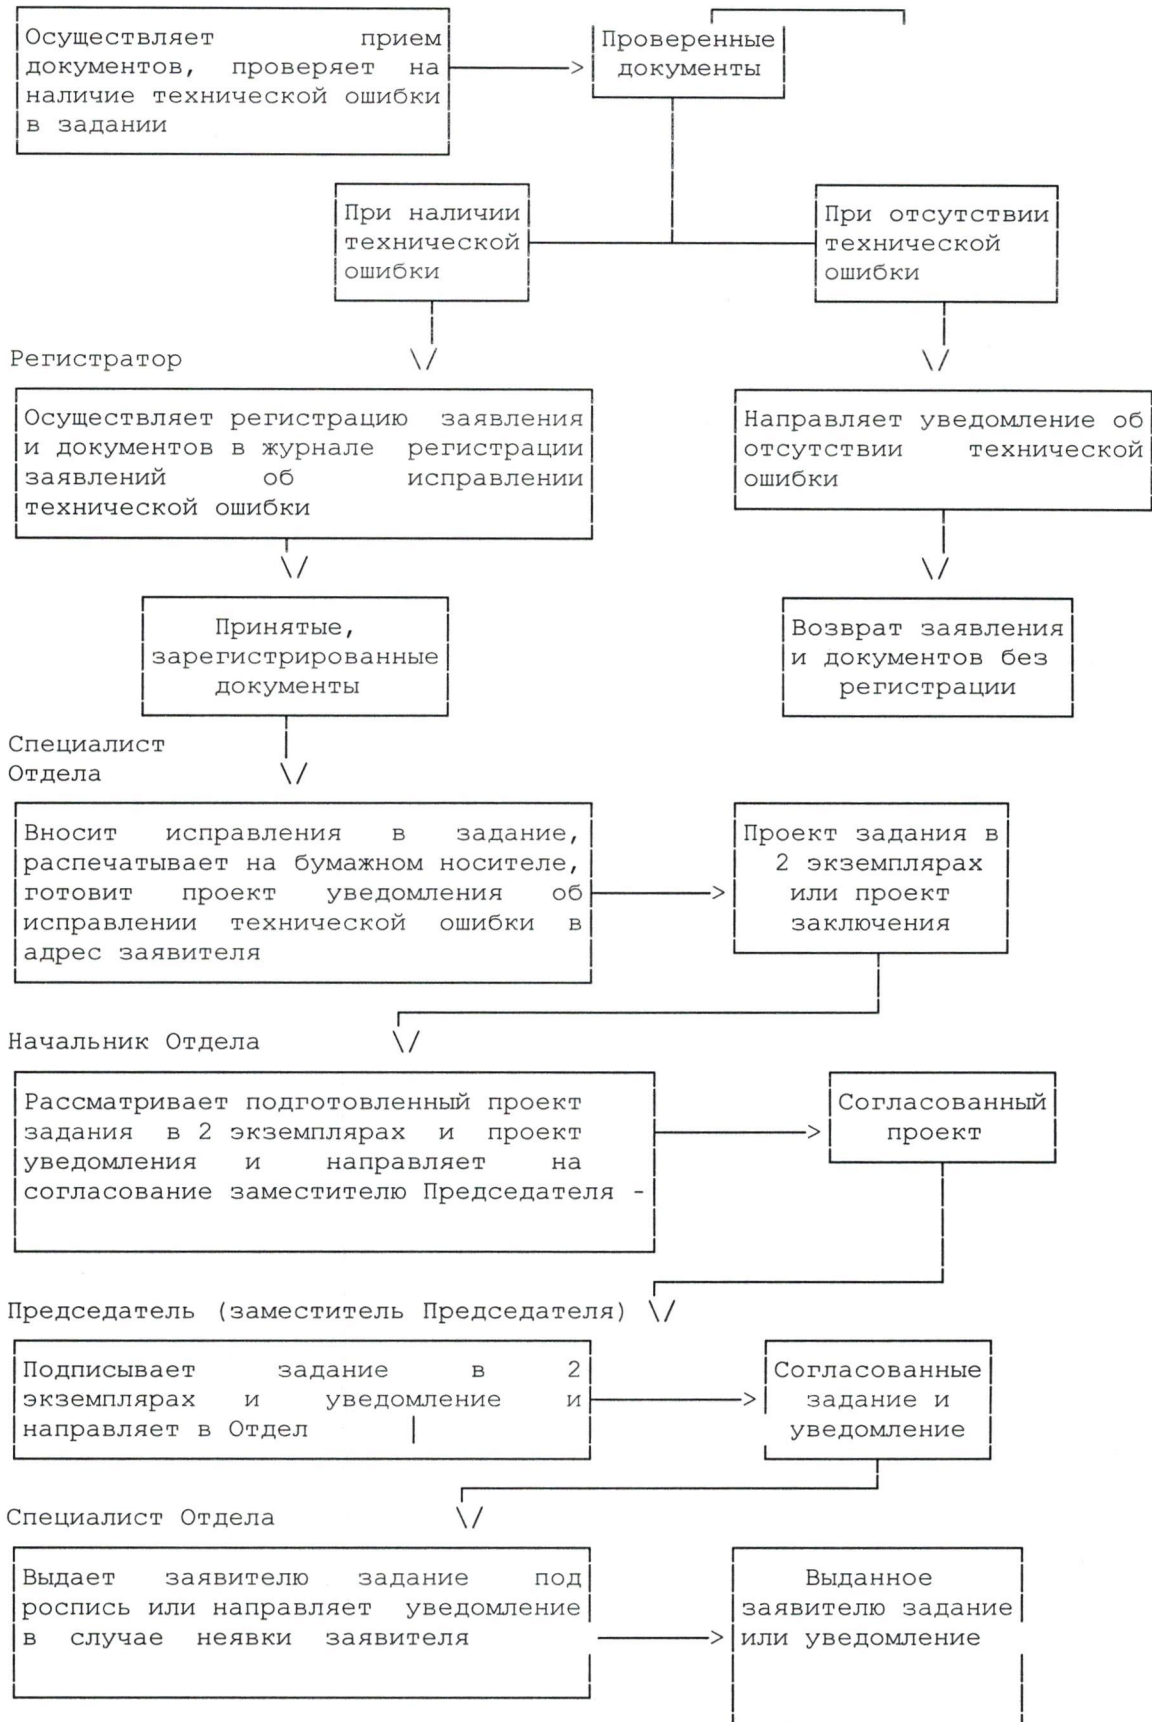 Осуществляет прием
документов, проверяет на
наличие технической ошибки
в задании
Проверенные
документы
При наличии
технической
ошибки
При отсутствии
технической
ошибки
Регистратор
Осуществляет регистрацию заявления
и документов в журнале регистрации
заявлений об исправлении
технической ошибки
Направляет уведомление об
отсутствии технической
ошибки
Принятые,
зарегистрированные
документы
Возврат заявления
и документов без
регистрации
Специалист
Отдела
Вносит исправления в задание,
распечатывает на бумажном носителе,
готовит проект уведомления об
исправлении технической ошибки в
адрес заявителя
Проект задания в
2 экземплярах
или проект
заключения
Начальник Отдела
Рассматривает подготовленный проект
задания в 2 экземплярах и проект
уведомления и направляет на
согласование заместителю Председателя -
Согласованный
проект
Председатель (заместитель Председателя)
Подписывает задание в 2
экземплярах и уведомление и
направляет в Отдел
Согласованные
задание и
уведомление
Специалист Отдела
Выдает заявителю задание под
роспись или направляет уведомление
в случае неявки заявителя
Выданное
заявителю задание
или уведомление